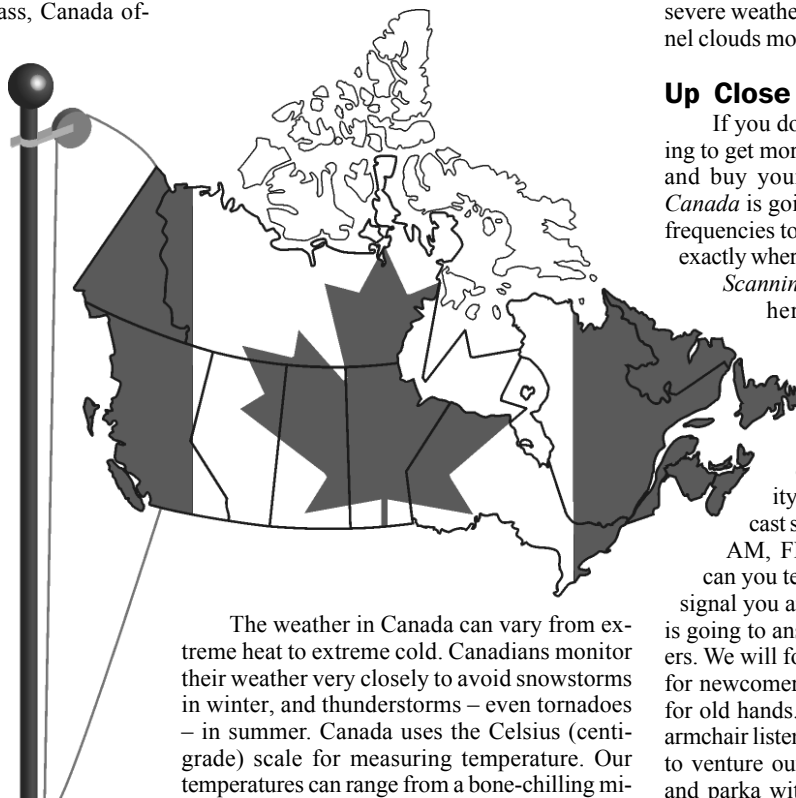 ass, Canada of-
The weather in Canada can vary from ex-
treme heat to extreme cold. Canadians monitor
their weather very closely to avoid snowstorms
in winter, and thunderstorms – even tornadoes
– in summer. Canada uses the Celsius (centi-
grade) scale for measuring temperature. Our
temperatures can range from a bone-chilling mi-
severe weathe
nel clouds mo
Up Close
If you do
ing to get mor
and buy your
Canada is goi
frequencies to
exactly wher
Scannin
her
ity
cast s
AM, F
can you te
signal you a
is going to ans
ers. We will fo
for newcomer
for old hands.
armchair listen
to venture ou
and parka wit